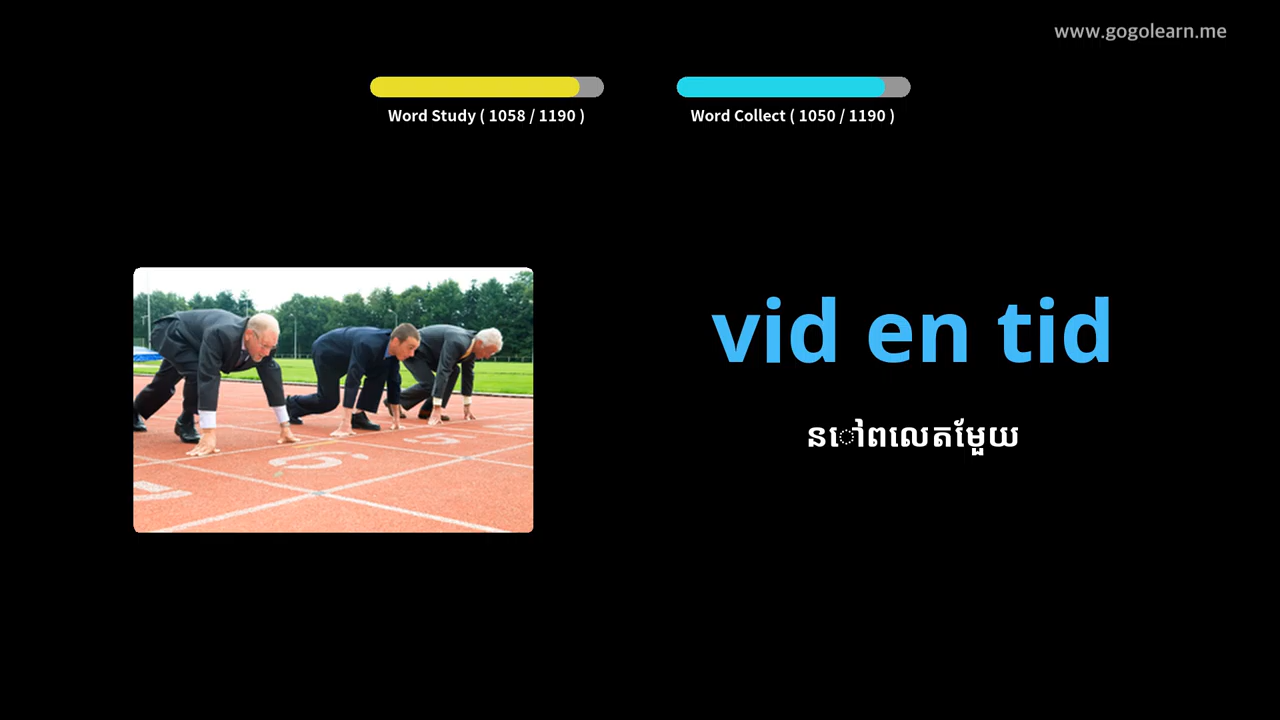 www.gogolearn.me
Word Study ( 1058 / 1190 )
Word Collect ( 1050 / 1190 )
vid en tid
នៅពលេតមួែយ